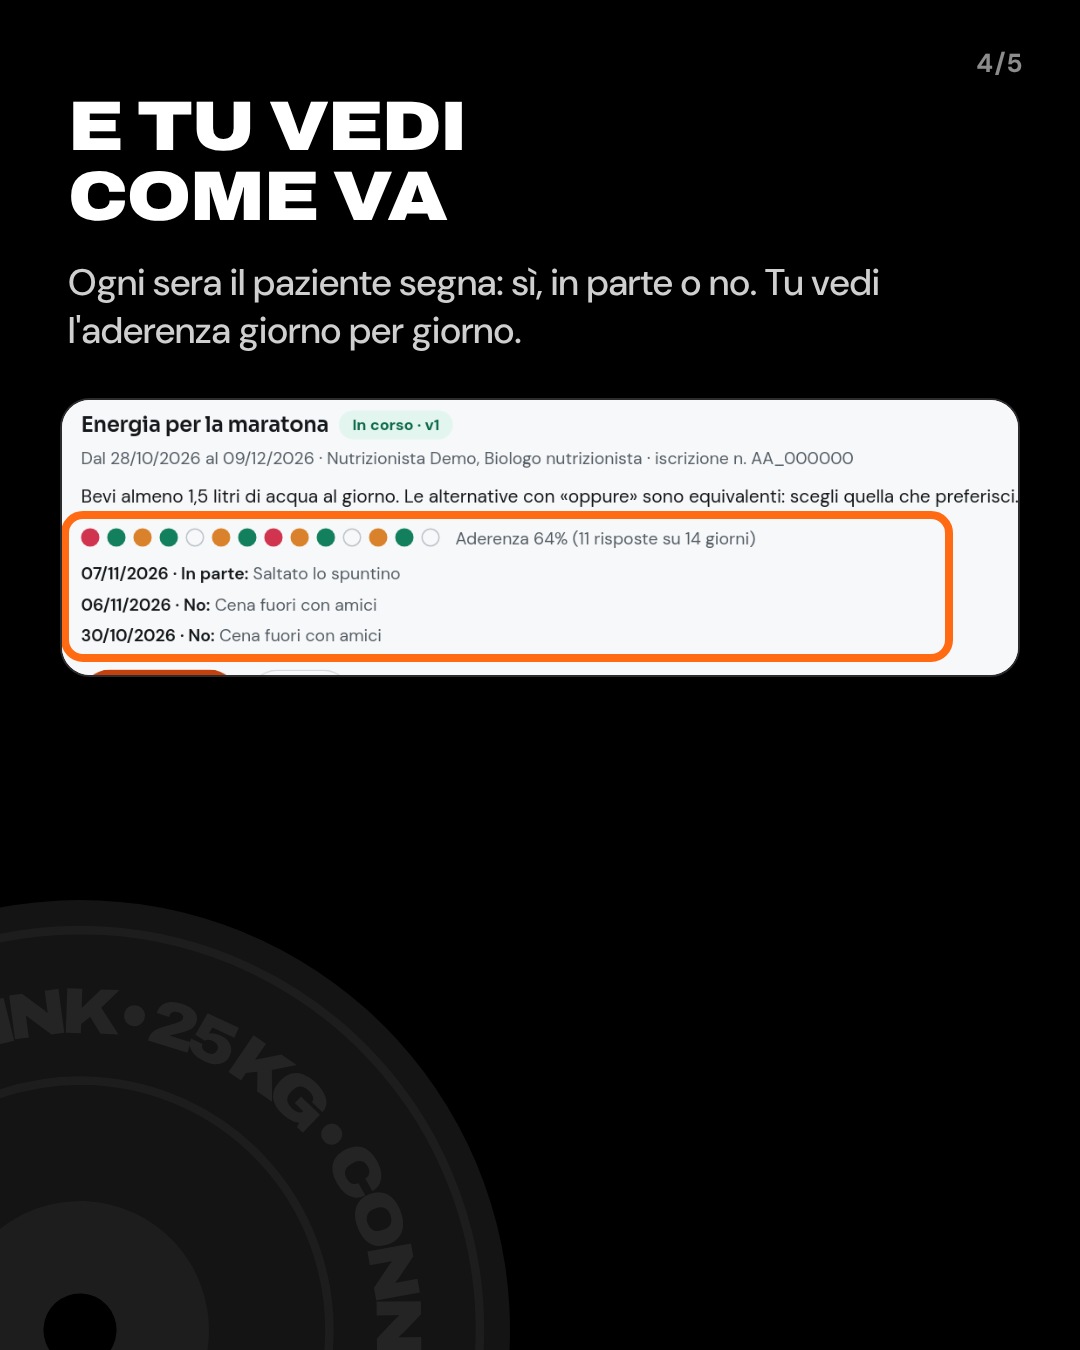 4/5
E TU VEDI
COME VA
Ogni sera il paziente segna: sì, in parte o no. Tu vedi
l'aderenza giorno per giorno.
Energia per la maratona In corso · v1
Dal 28/10/2026 al 09/12/2026 · Nutrizionista Demo, Biologo nutrizionista · iscrizione n. AA_000000
Bevi almeno 1,5 litri di acqua al giorno. Le alternative con «oppure» sono equivalenti: scegli quella che preferisci.
Aderenza 64% (11 risposte su 14 giorni)
07/11/2026 · In parte: Saltato lo spuntino
06/11/2026 · No: Cena fuori con amici
30/10/2026 · No: Cena fuori con amici
INK • 25 KG • CONN